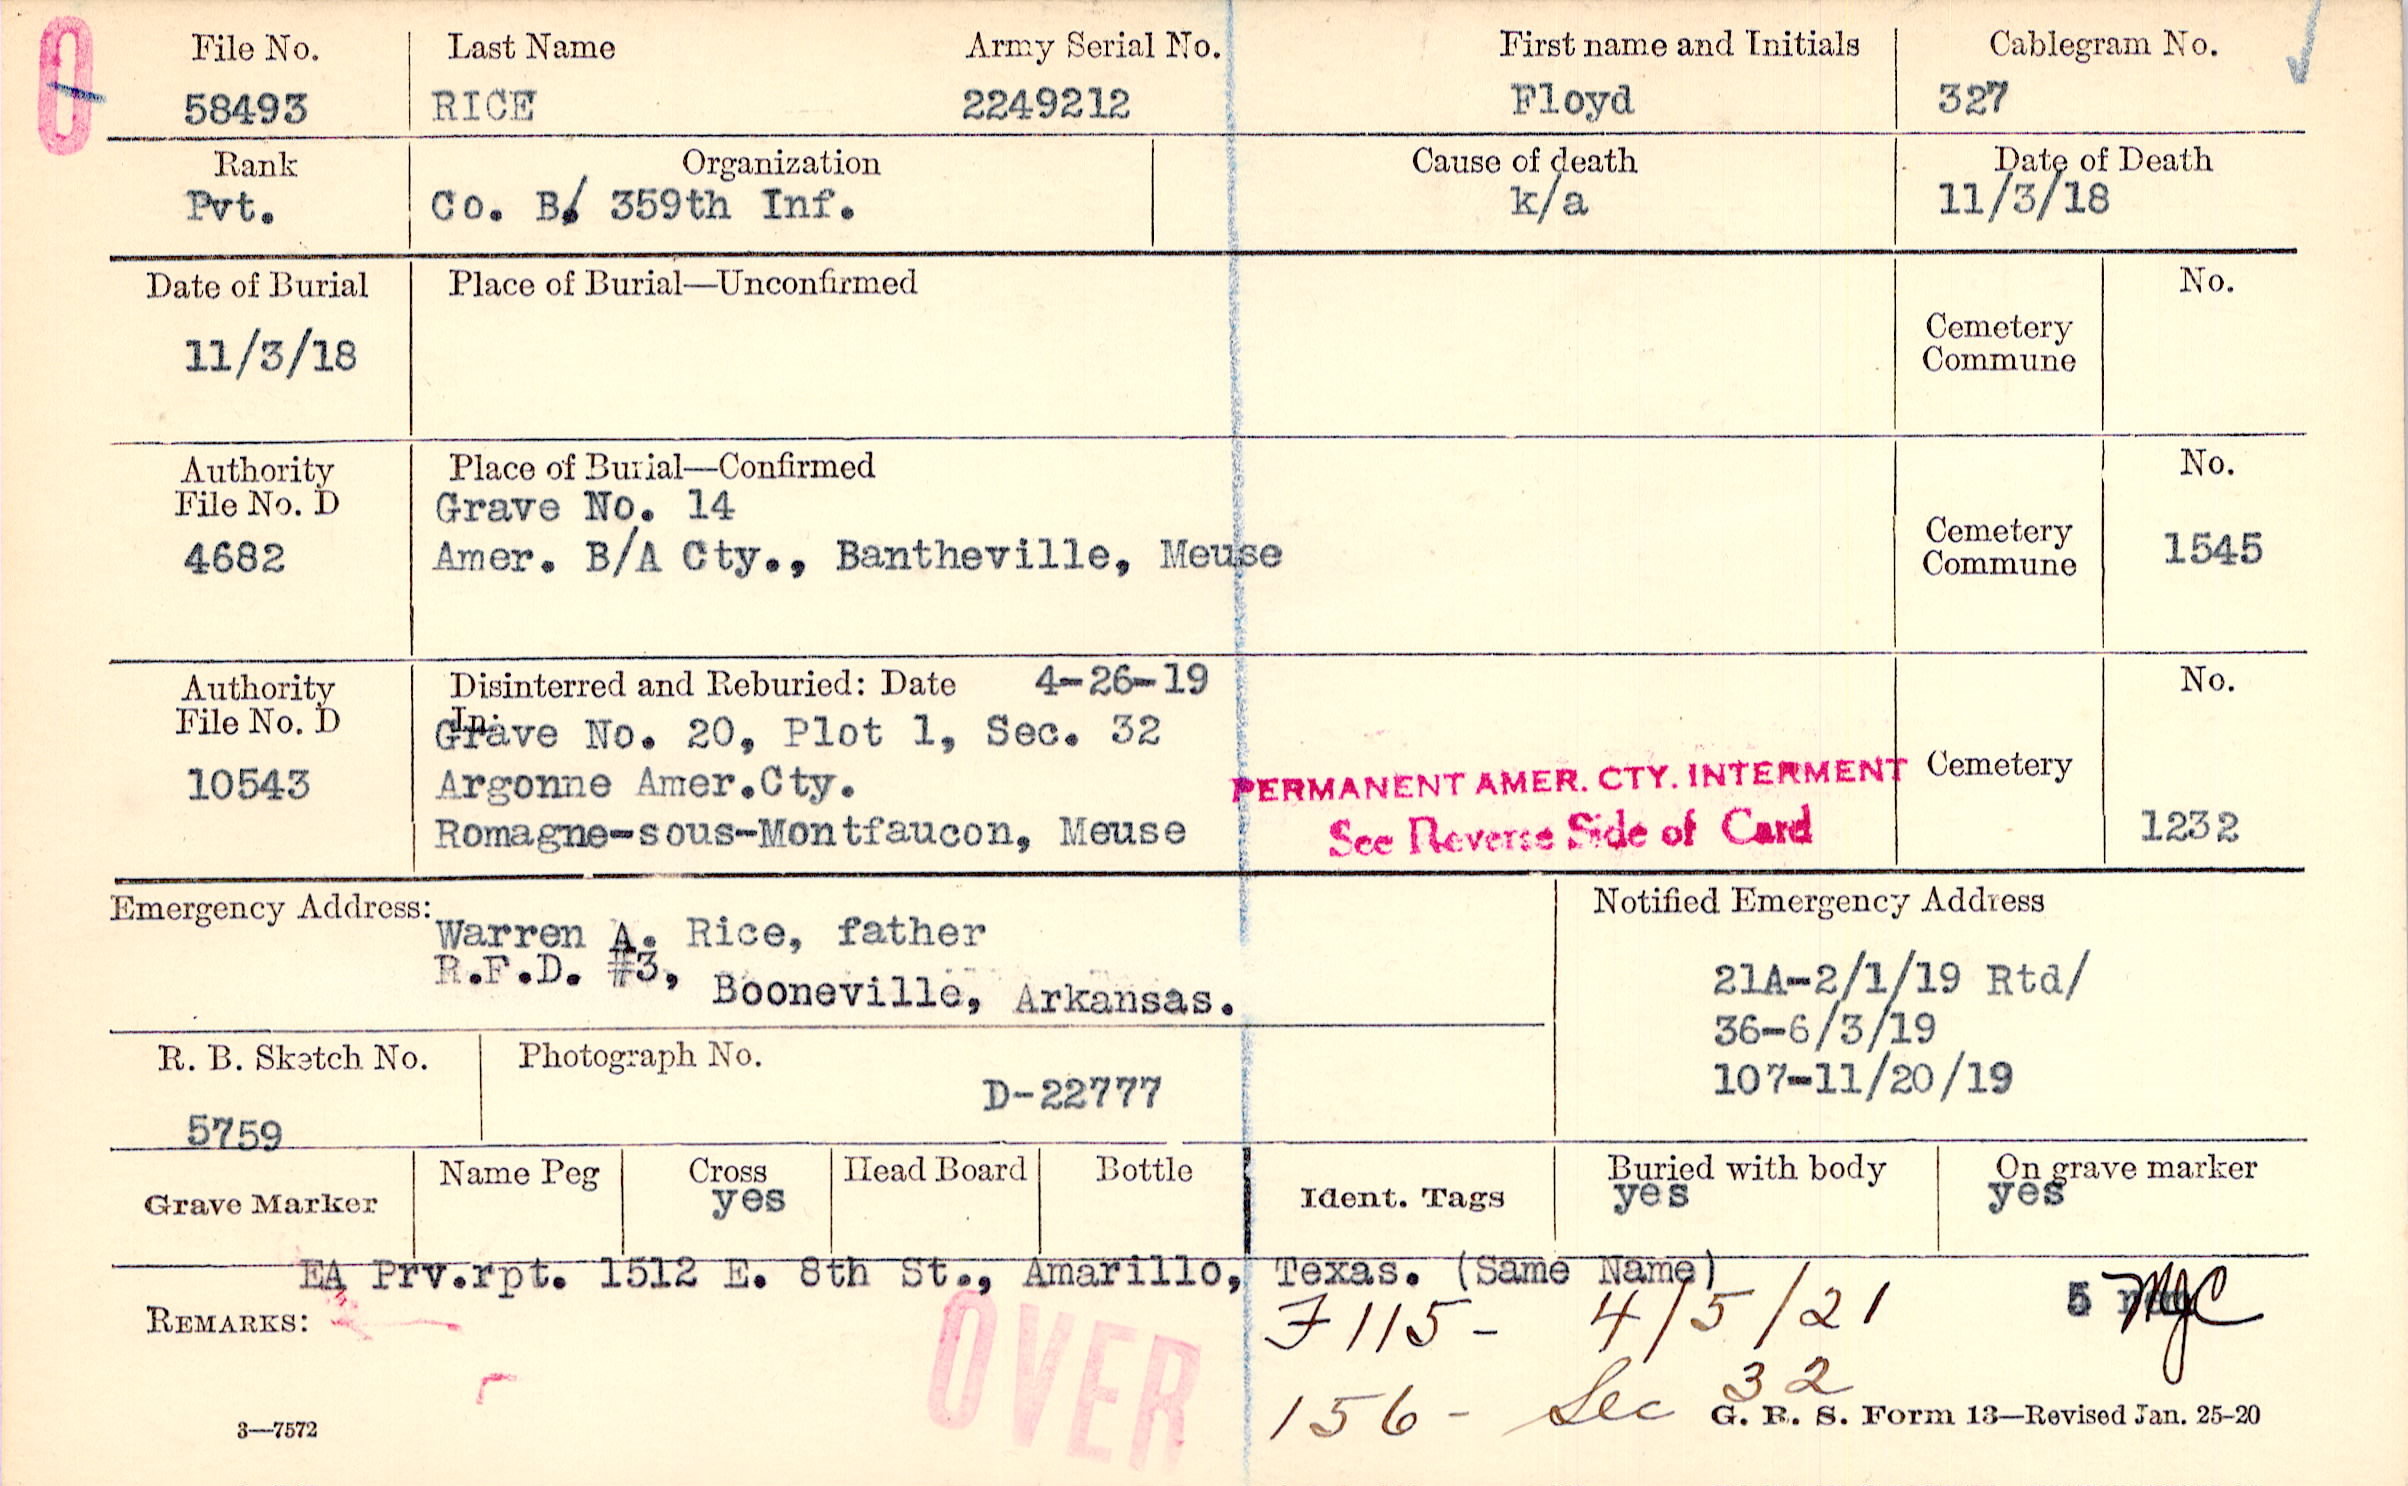 File No. Last Name Army Serial No. First name and Initials Cablegram No.
58493 RICE 2249212 Floyd 327
Rank Organization Cause of death Date of Death
Pvt. Co. B/ 359th Inf. k/a 11/3/18
Date of Burial Place of Burial—Unconfirmed No.
11/3/18
Cemetery
Commune
Authority Place of Burial—Confirmed No.
File No. D Grave No. 14
4682 Amer. B/A Cty., Bantheville, Meuse
Cemetery
Commune
1545
Authority Disinterred and Reburied: Date 4-26-19 No.
File No. D In:
Grave No. 20, Plot 1, Sec. 32
10543 Argonne Amer.Cty.
PERMANENT AMER. CTY. INTERMENT Cemetery
Romagne-sous-Montfaucon, Meuse See Reverse Side of Card 1232
Emergency Address: Notified Emergency Address
Warren A. Rice, father
R.F.D. #3, Booneville, Arkansas.
21A-2/1/19 Rtd/
36-6/3/19
107-11/20/19
R. B. Sketch No. Photograph No.
5759 D-22777
Grave Marker Name Peg Cross Head Board Bottle Ident. Tags Buried with body On grave marker
yes yes yes
EA Prv.rpt. 1512 E. 8th St., Amarillo, Texas. (Same Name)
REMARKS: F115- 4/5/21 5 MJC
OVER
156- Sec 32
3—7572 G. R. S. Form 13—Revised Jan. 25-20